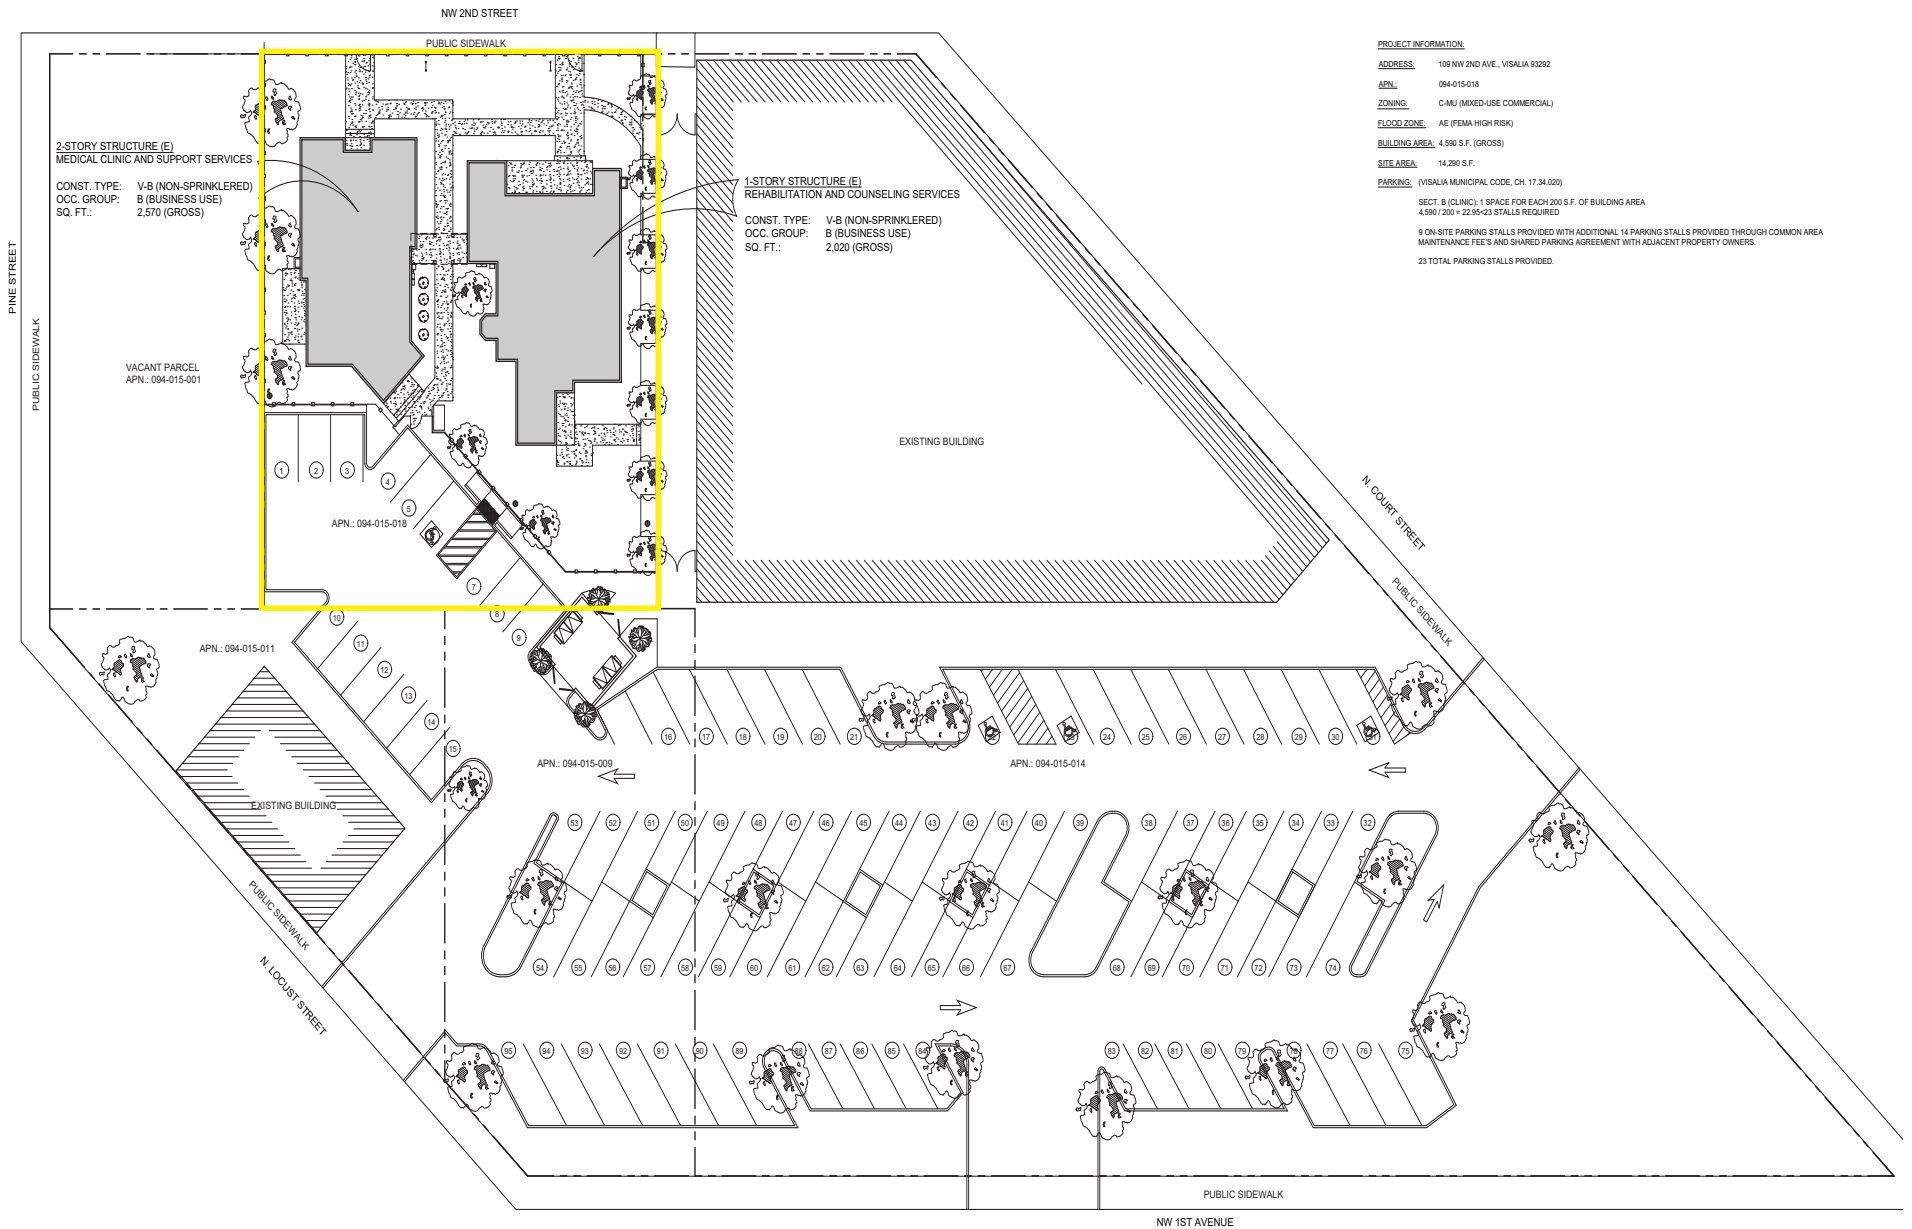 NW 2ND STREET
PUBLIC SIDEWALK
PROJECT INFORMATION:
ADDRESS: 109 NW 2ND AVE., VISALIA 93292
APN.: 094-015-018
ZONING: C-MU (MIXED-USE COMMERCIAL)
FLOOD ZONE: AE (FEMA HIGH RISK)
BUILDING AREA: 4,590 S.F. (GROSS)
SITE AREA: 14,290 S.F.
PARKING: (VISALIA MUNICIPAL CODE, CH. 17.34.020)
SECT. B (CLINIC): 1 SPACE FOR EACH 200 S.F. OF BUILDING AREA
4,590 / 200 = 22.95<23 STALLS REQUIRED
9 ON-SITE PARKING STALLS PROVIDED WITH ADDITIONAL 14 PARKING STALLS PROVIDED THROUGH COMMON AREA
MAINTENANCE FEE'S AND SHARED PARKING AGREEMENT WITH ADJACENT PROPERTY OWNERS.
23 TOTAL PARKING STALLS PROVIDED.
2-STORY STRUCTURE (E)
MEDICAL CLINIC AND SUPPORT SERVICES
CONST. TYPE: V-B (NON-SPRINKLERED)
OCC. GROUP: B (BUSINESS USE)
SQ. FT.: 2,570 (GROSS)
1-STORY STRUCTURE (E)
REHABILITATION AND COUNSELING SERVICES
CONST. TYPE: V-B (NON-SPRINKLERED)
OCC. GROUP: B (BUSINESS USE)
SQ. FT.: 2,020 (GROSS)
PINE STREET
PUBLIC SIDEWALK
VACANT PARCEL
APN.: 094-015-001
EXISTING BUILDING
1 2 3
4
5
APN.: 094-015-018
N. COURT STREET
PUBLIC SIDEWALK
7
8
9
10
11
12
13
14
15
APN.: 094-015-011
16 17 18 19 20 21 24 25 26 27 28 29 30
APN.: 094-015-009
APN.: 094-015-014
EXISTING BUILDING
53 52 51 50 49 48 47 46 45 44 43 42 41 40 39 38 37 36 35 34 33 32
PUBLIC SIDEWALK
N. LOCUST STREET
54 55 56 57 58 59 60 61 62 63 64 65 66 67 68 69 70 71 72 73 74
95 94 93 92 91 90 89 88 87 86 85 84 83 82 81 80 79 78 77 76 75
PUBLIC SIDEWALK
NW 1ST AVENUE